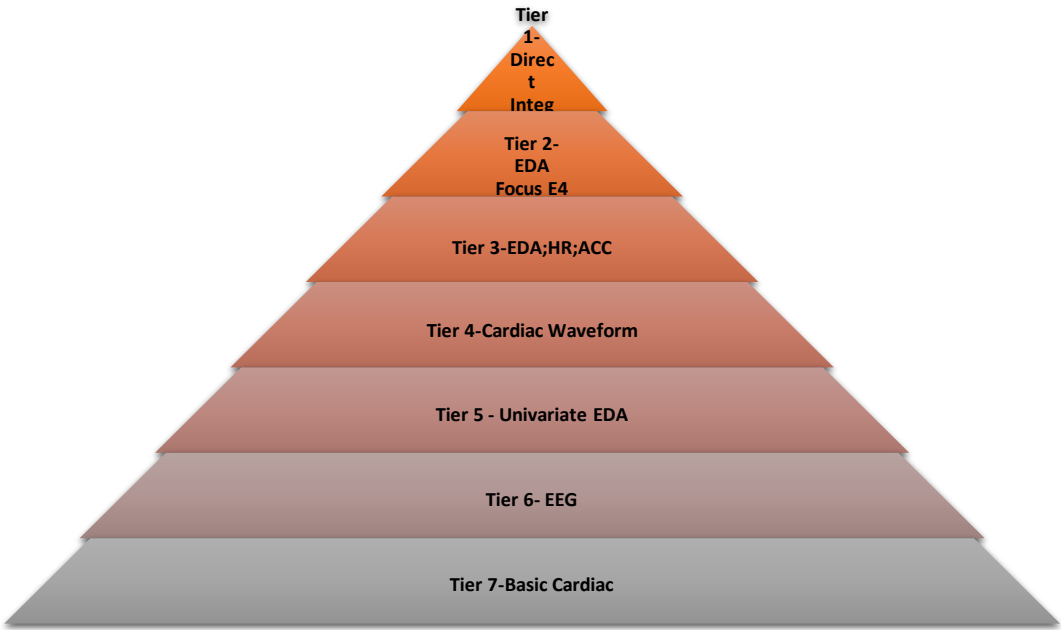 Tier
1-
Direc
t
Integ
Tier 2-
EDA
Focus E4
Tier 3-EDA;HR;ACC
Tier 4-Cardiac Waveform
Tier 5 - Univariate EDA
Tier 6- EEG
Tier 7-Basic Cardiac